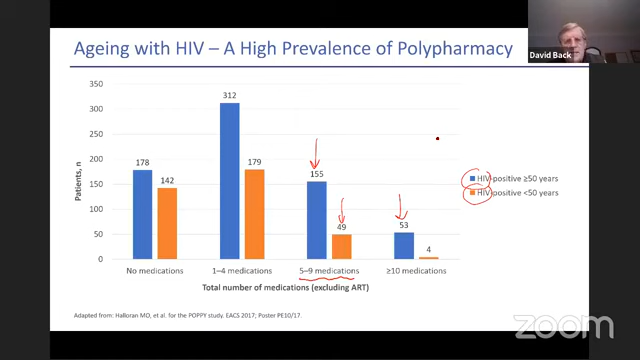 Ageing with HIV – A High Prevalence of Polypharmacy
David Back
350
300
250
200
150
100
50
0
Patients, n
178
142
312
179
155
49
53
4
No medications
1–4 medications
5–9 medications
≥10 medications
Total number of medications (excluding ART)
HIV-positive ≥50 years
HIV-positive <50 years
Adapted from: Halloran MO, et al. for the POPPY study. EACS 2017; Poster PE10/17.
zoom